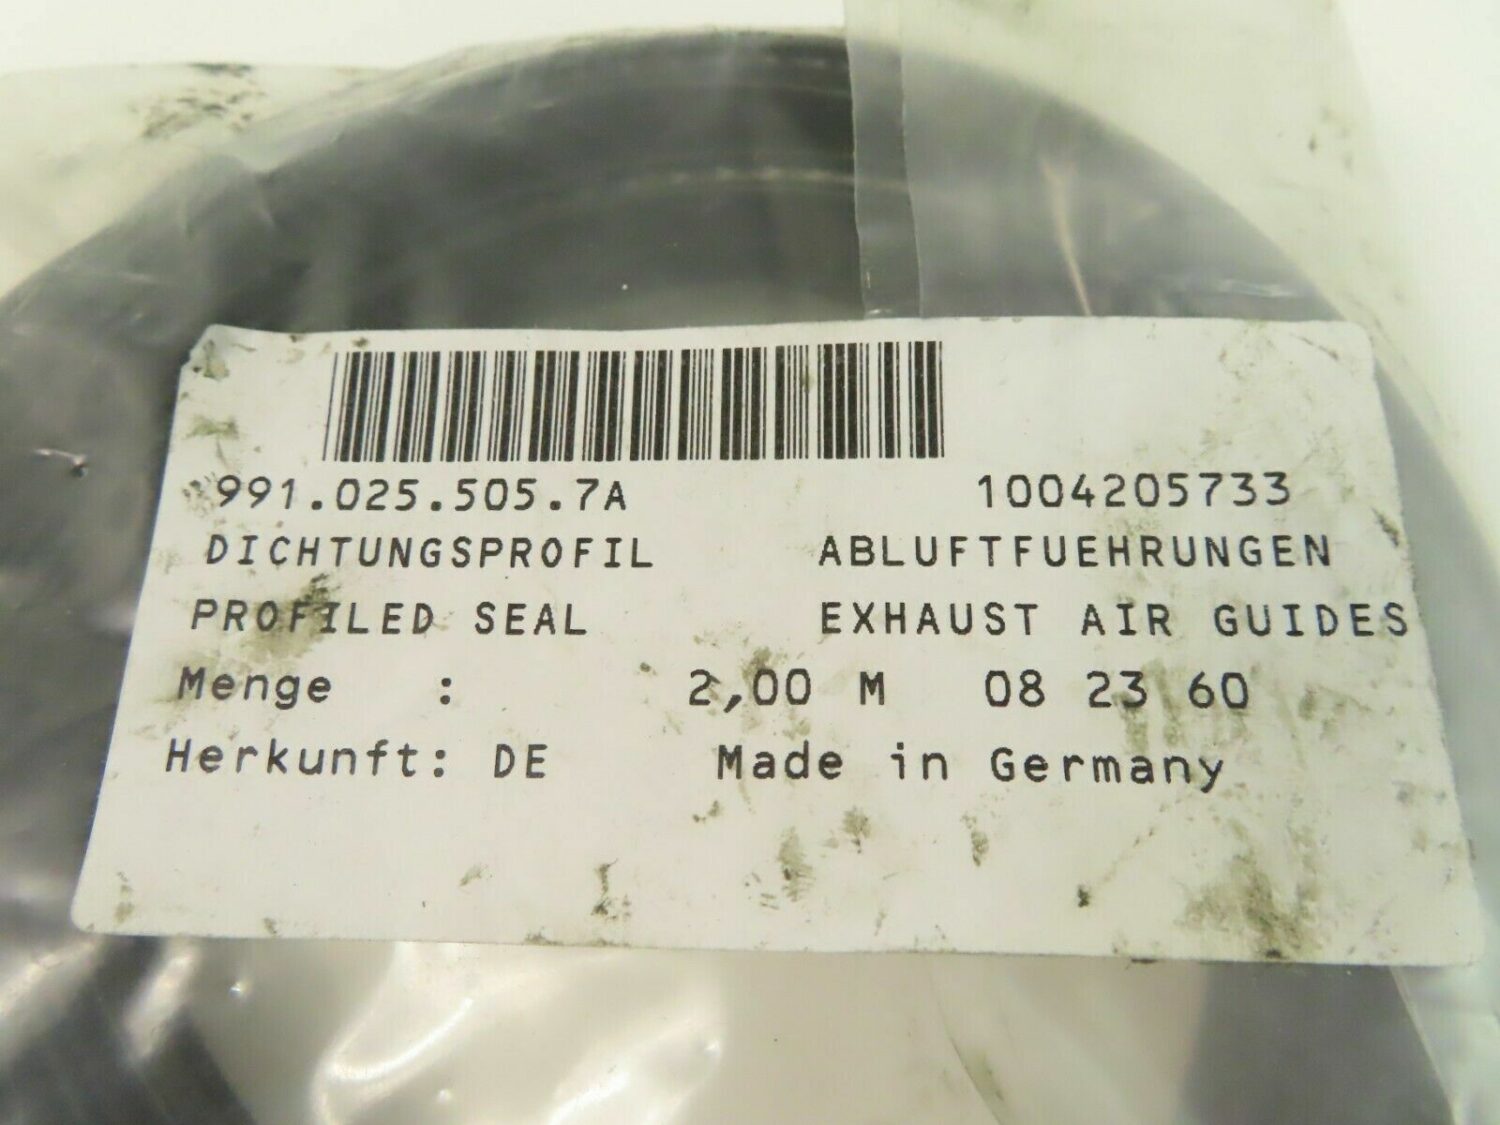 991.025.505.7A 1004205733
DICHTUNGSPROFIL ABLUFTFUEHRUNGEN
PROFILED SEAL EXHAUST AIR GUIDES
Menge : 2,00 M 08 23 60
Herkunft: DE Made in Germany